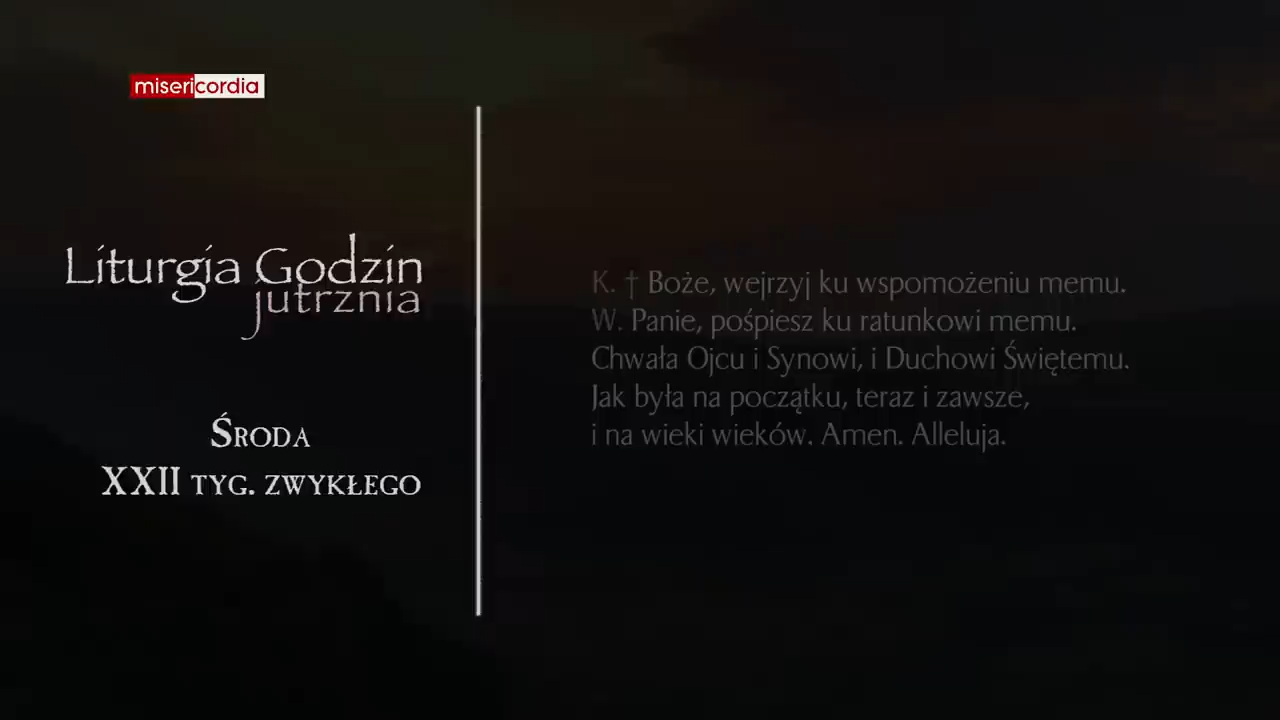 misericordia
Liturgia Godzin
jutrznia
Środa
XXII tyg. zwykłego
K. † Boże, wejrzyj ku wspomożeniu memu.
W. Panie, pośpiesz ku ratunkowi memu.
Chwała Ojcu i Synowi, i Duchowi Świętemu.
Jak była na początku, teraz i zawsze,
i na wieki wieków. Amen. Alleluja.